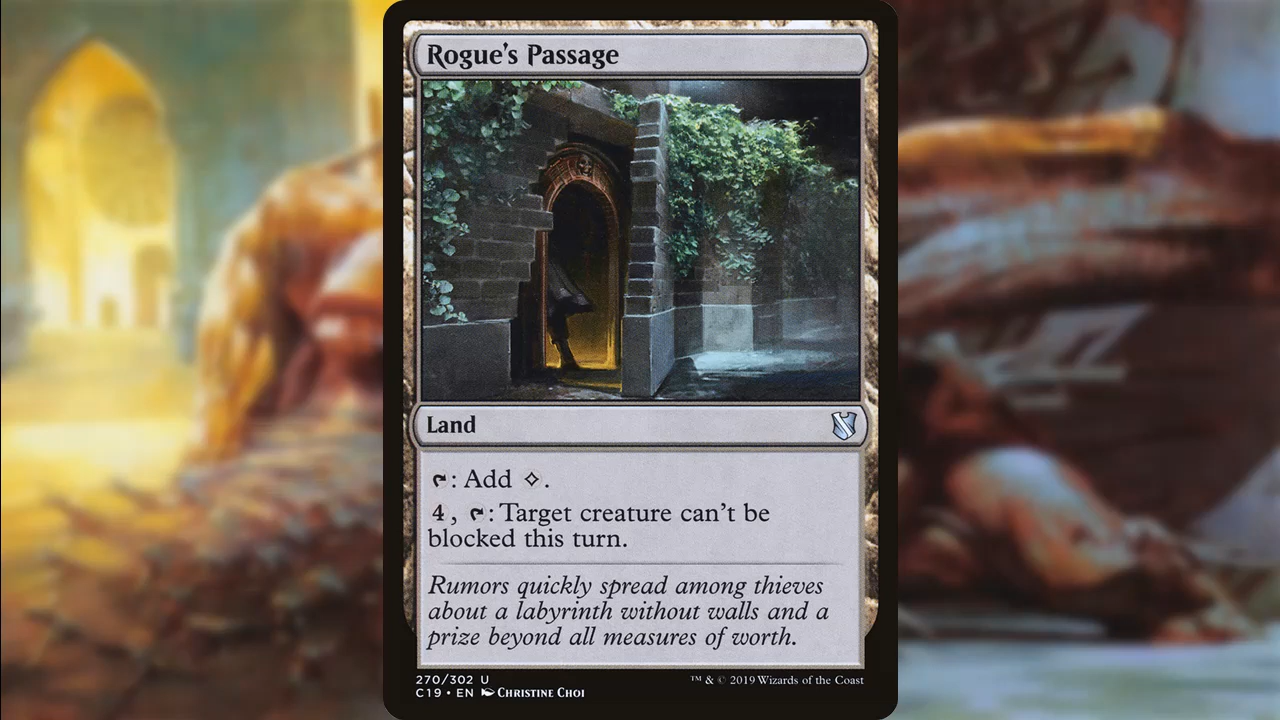 Rogue's Passage
Land
: Add .
4, : Target creature can't be
blocked this turn.
Rumors quickly spread among thieves
about a labyrinth without walls and a
prize beyond all measures of worth.
270/302 U
C19 • EN Christine Choi
™ & © 2019 Wizards of the Coast